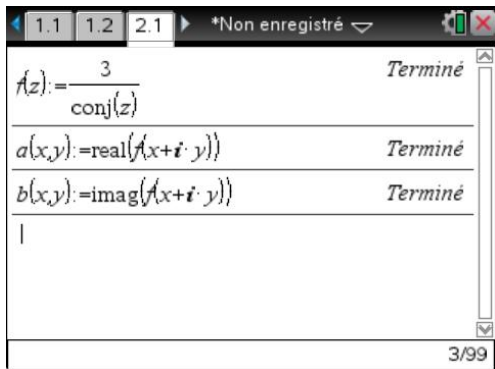 1.1 1.2 2.1 *Non enregistré
f(z):=3/conj(z) Terminé
a(x,y):=real(f(x+i·y)) Terminé
b(x,y):=imag(f(x+i·y)) Terminé
3/99